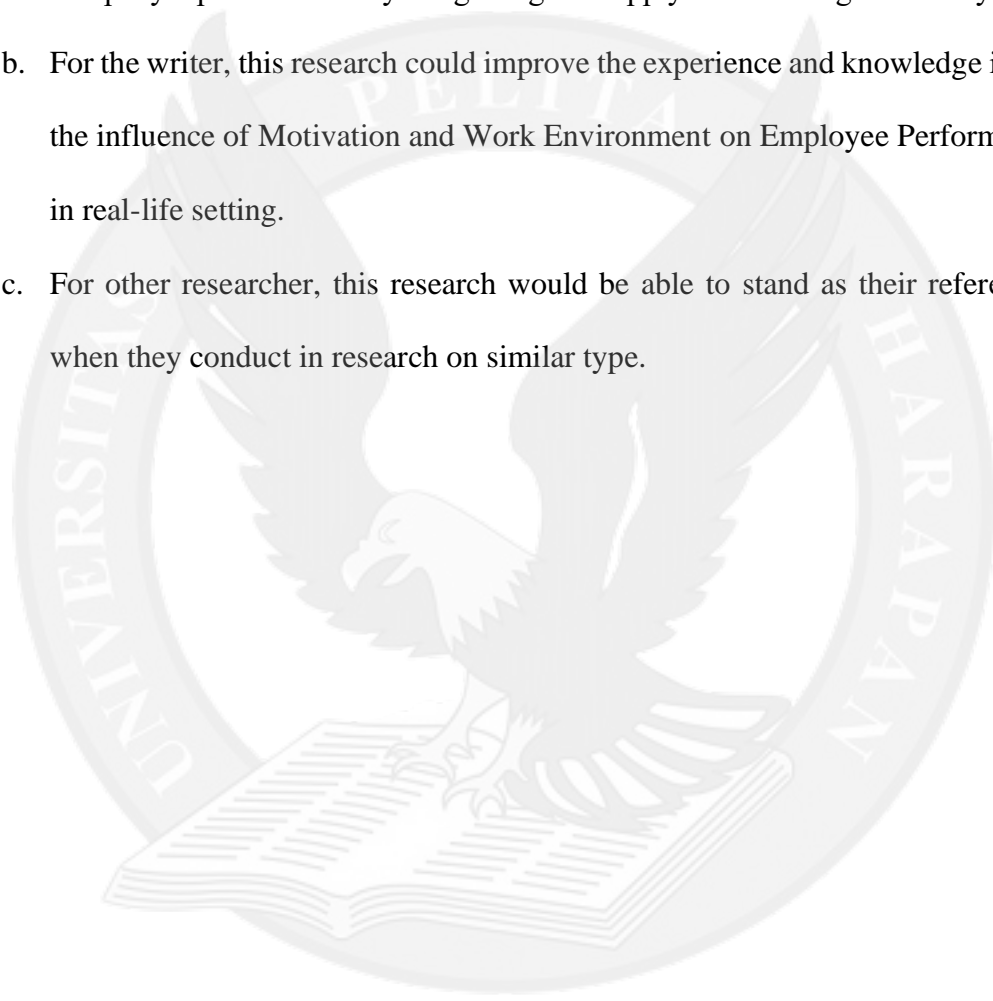 b. For the writer, this research could improve the experience and knowledge
the influence of Motivation and Work Environment on Employee Perform
in real-life setting.
c. For other researcher, this research would be able to stand as their refere
when they conduct in research on similar type.
UNIVERSITAS PELITA HARAPAN